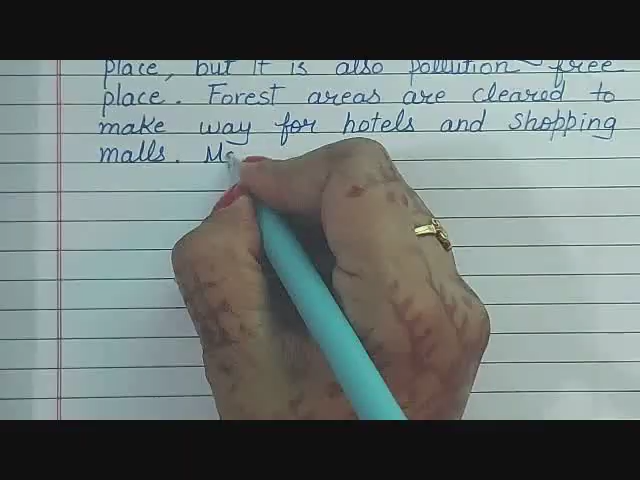 place, but it is also pollution free
place. Forest areas are cleared to
make way for hotels and shopping
malls.